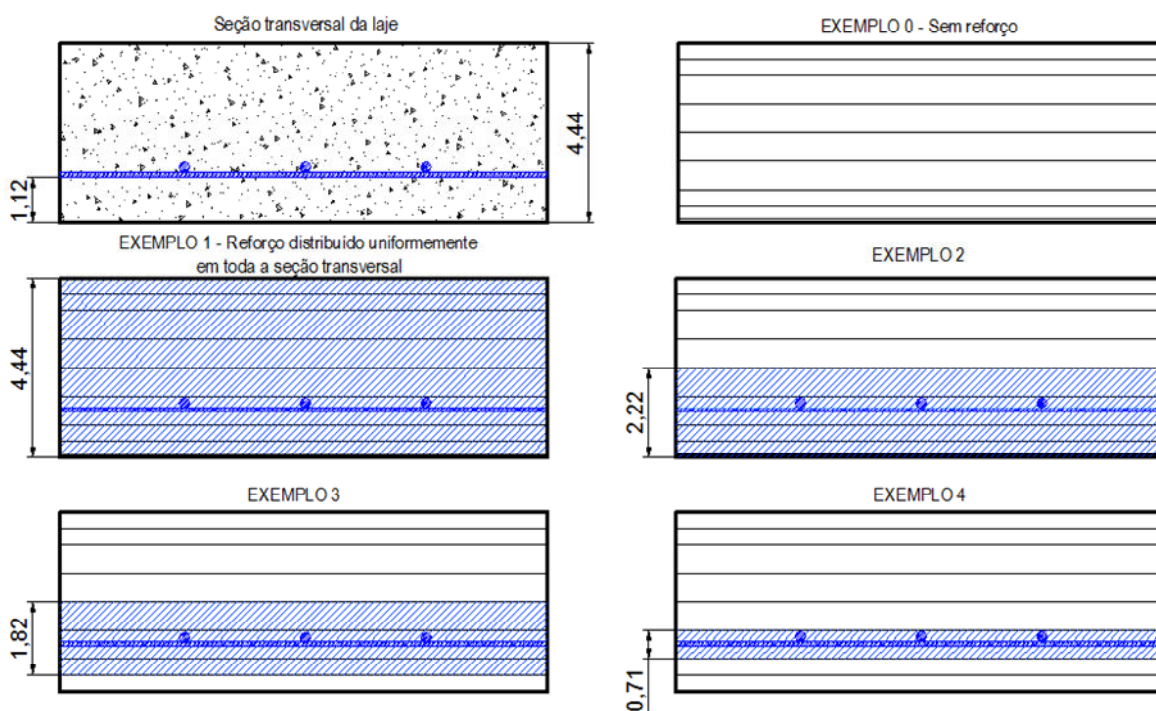 Seção transversal da laje
EXEMPLO 0 - Sem reforço
4,44
1,12
EXEMPLO 1 - Reforço distribuído uniformemente
em toda a seção transversal
EXEMPLO 2
4,44
2,22
EXEMPLO 3
EXEMPLO 4
1,82
0,71